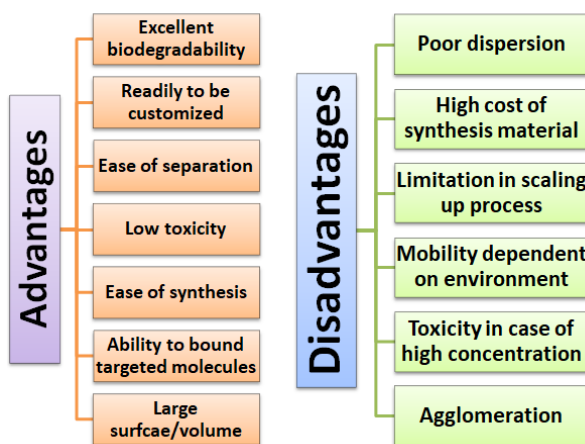 Advantages
Excellent
biodegradability
Readily to be
customized
Ease of separation
Low toxicity
Ease of synthesis
Ability to bound
targeted molecules
Large
surfcae/volume
Disadvantages
Poor dispersion
High cost of
synthesis material
Limitation in scaling
up process
Mobility dependent
on environment
Toxicity in case of
high concentration
Agglomeration